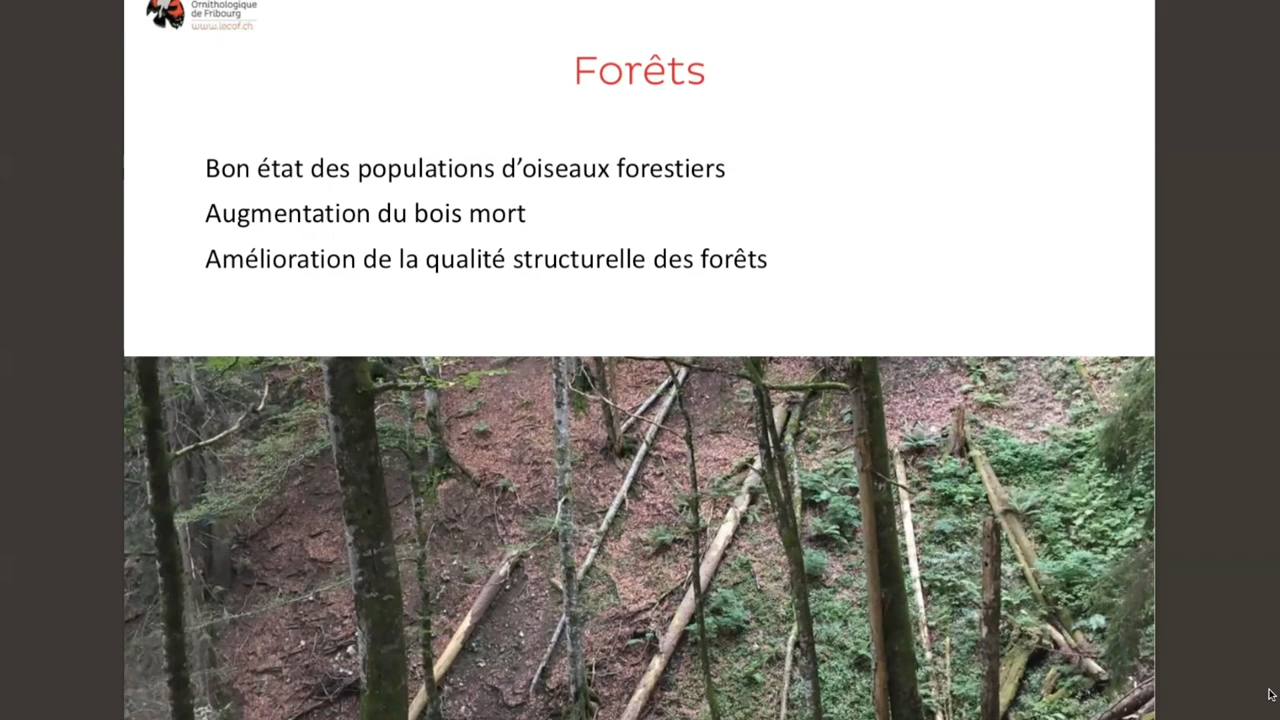 Ornithologique
de Fribourg
www.lecof.ch
Forêts
Bon état des populations d’oiseaux forestiers
Augmentation du bois mort
Amélioration de la qualité structurelle des forêts